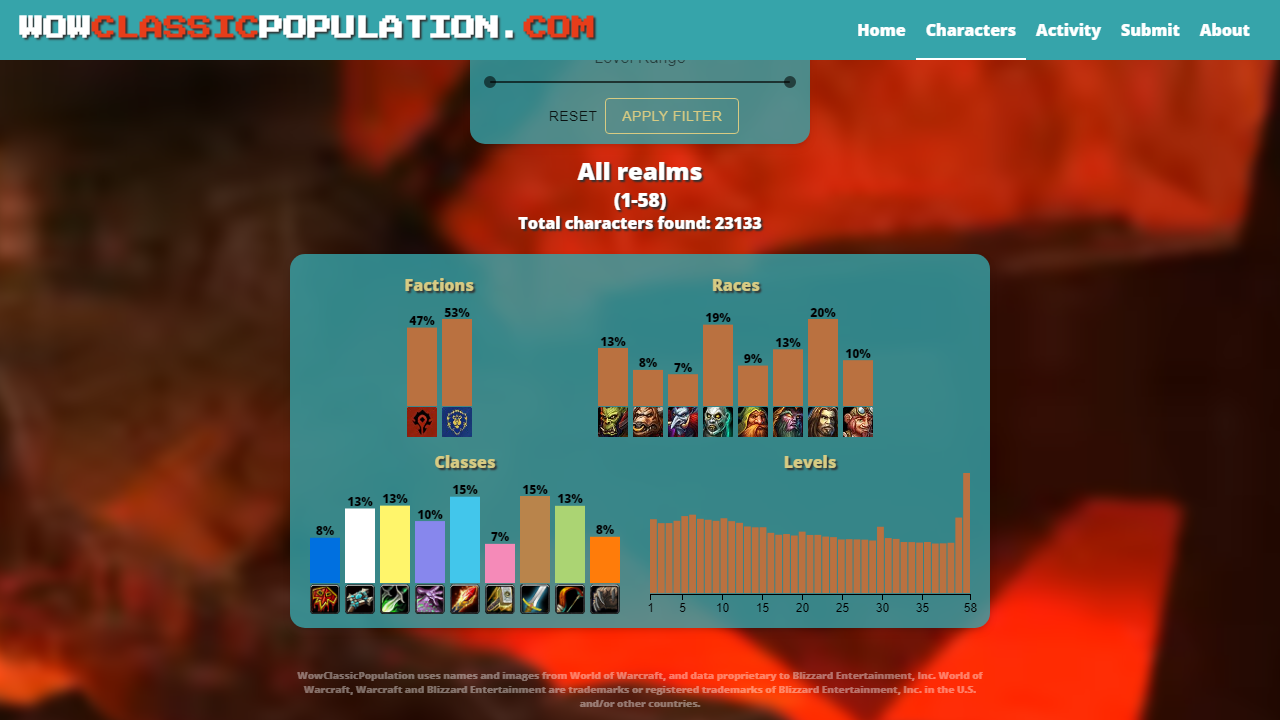 WOWCLASSICPOPULATION.COM
Home Characters Activity Submit About
Level Range
RESET APPLY FILTER
All realms
(1-58)
Total characters found: 23133
Factions
47% 53%
Races
13% 8% 7% 19% 9% 13% 20% 10%
Classes
8% 13% 13% 10% 15% 7% 15% 13% 8%
Levels
1 5 10 15 20 25 30 35 58
WowClassicPopulation uses names and images from World of Warcraft, and data proprietary to Blizzard Entertainment, Inc. World of
Warcraft, Warcraft and Blizzard Entertainment are trademarks or registered trademarks of Blizzard Entertainment, Inc. in the U.S.
and/or other countries.